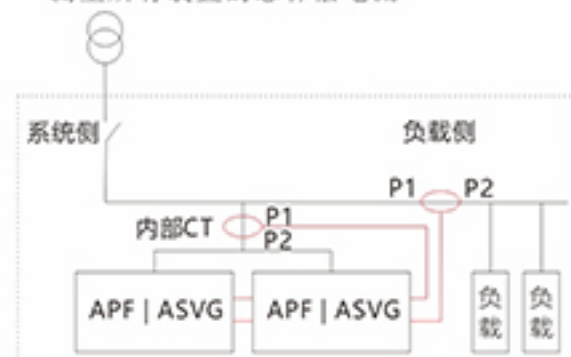 系统侧
负载侧
P1 P2
内部CT P1
P2
APF | ASVG APF | ASVG
负载 负载